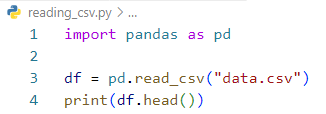 reading_csv.py > ...
1 import pandas as pd
2
3 df = pd.read_csv("data.csv")
4 print(df.head())